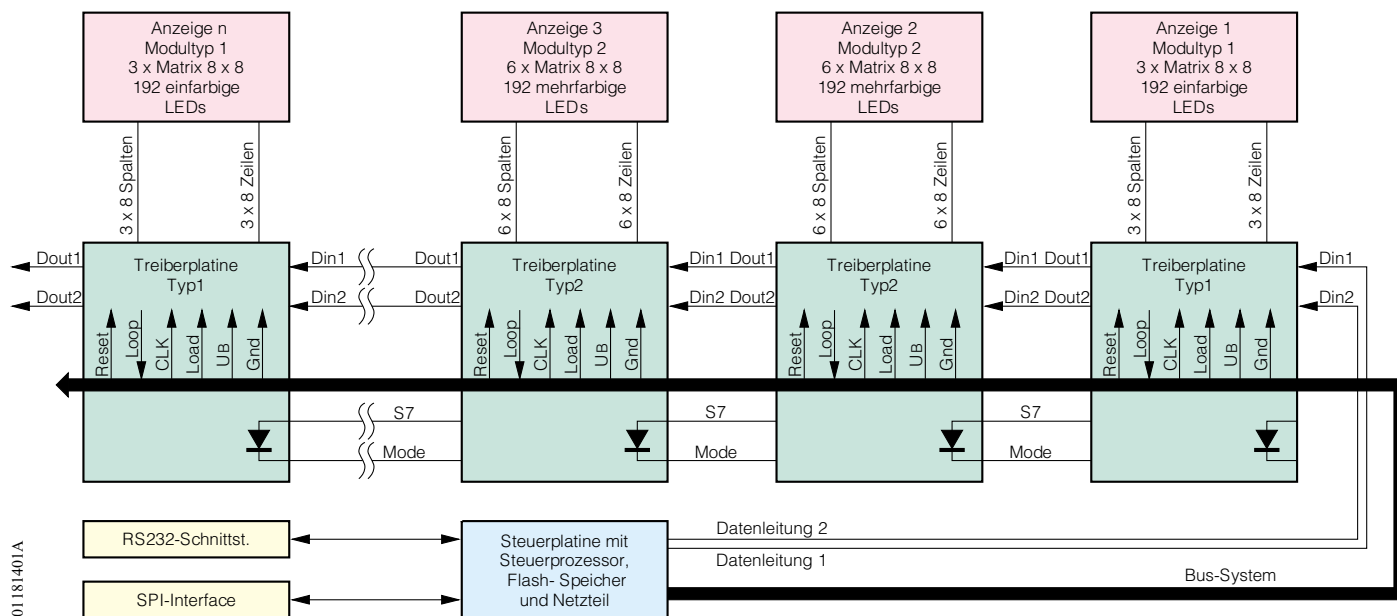 Anzeige n
Modultyp 1
3 x Matrix 8 x 8
192 einfarbige
LEDs
Anzeige 3
Modultyp 2
6 x Matrix 8 x 8
192 mehrfarbige
LEDs
Anzeige 2
Modultyp 2
6 x Matrix 8 x 8
192 mehrfarbige
LEDs
Anzeige 1
Modultyp 1
3 x Matrix 8 x 8
192 einfarbige
LEDs
3 x 8 Spalten
3 x 8 Zeilen
6 x 8 Spalten
6 x 8 Zeilen
6 x 8 Spalten
6 x 8 Zeilen
3 x 8 Spalten
3 x 8 Zeilen
Dout1
Dout2
Treiberplatine
Typ1
Din1
Din2
Dout1
Dout2
Treiberplatine
Typ2
Din1 Dout1
Din2 Dout2
Treiberplatine
Typ2
Din1 Dout1
Din2 Dout2
Treiberplatine
Typ1
Din1
Din2
Reset
Loop
CLK
Load
UB
Gnd
Reset
Loop
CLK
Load
UB
Gnd
Reset
Loop
CLK
Load
UB
Gnd
Reset
Loop
CLK
Load
UB
Gnd
S7
Mode
S7
Mode
S7
Mode
RS232-Schnittst.
SPI-Interface
Steuerplatine mit
Steuerprozessor,
Flash- Speicher
und Netzteil
Datenleitung 2
Datenleitung 1
Bus-System
01181401A